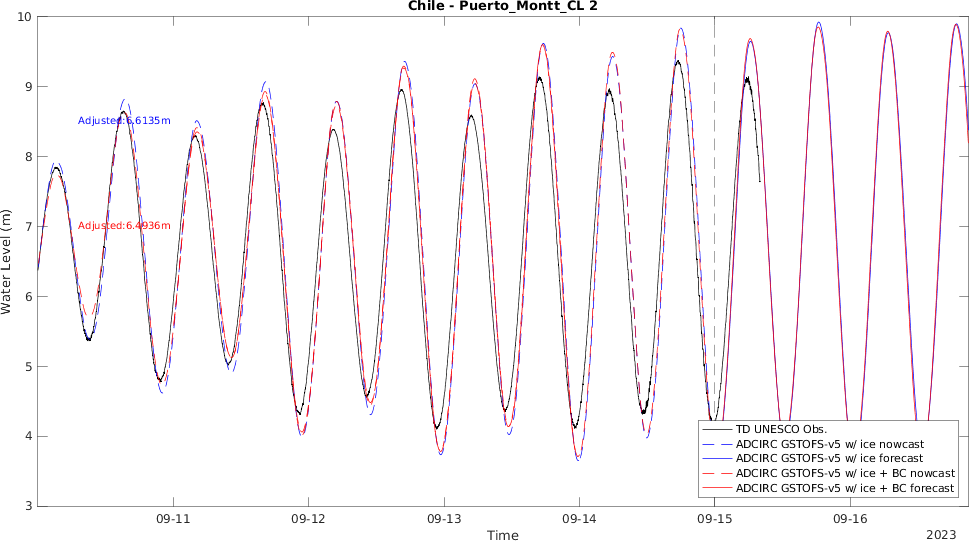 Chile - Puerto_Montt_CL 2
10
9
8
7
6
5
4
3
Water Level (m)
Adjusted:6.6135m
Adjusted:6.4936m
TD UNESCO Obs.
ADCIRC GSTOFS-v5 w/ ice nowcast
ADCIRC GSTOFS-v5 w/ ice forecast
ADCIRC GSTOFS-v5 w/ ice + BC nowcast
ADCIRC GSTOFS-v5 w/ ice + BC forecast
09-11 09-12 09-13 09-14 09-15 09-16
Time
2023